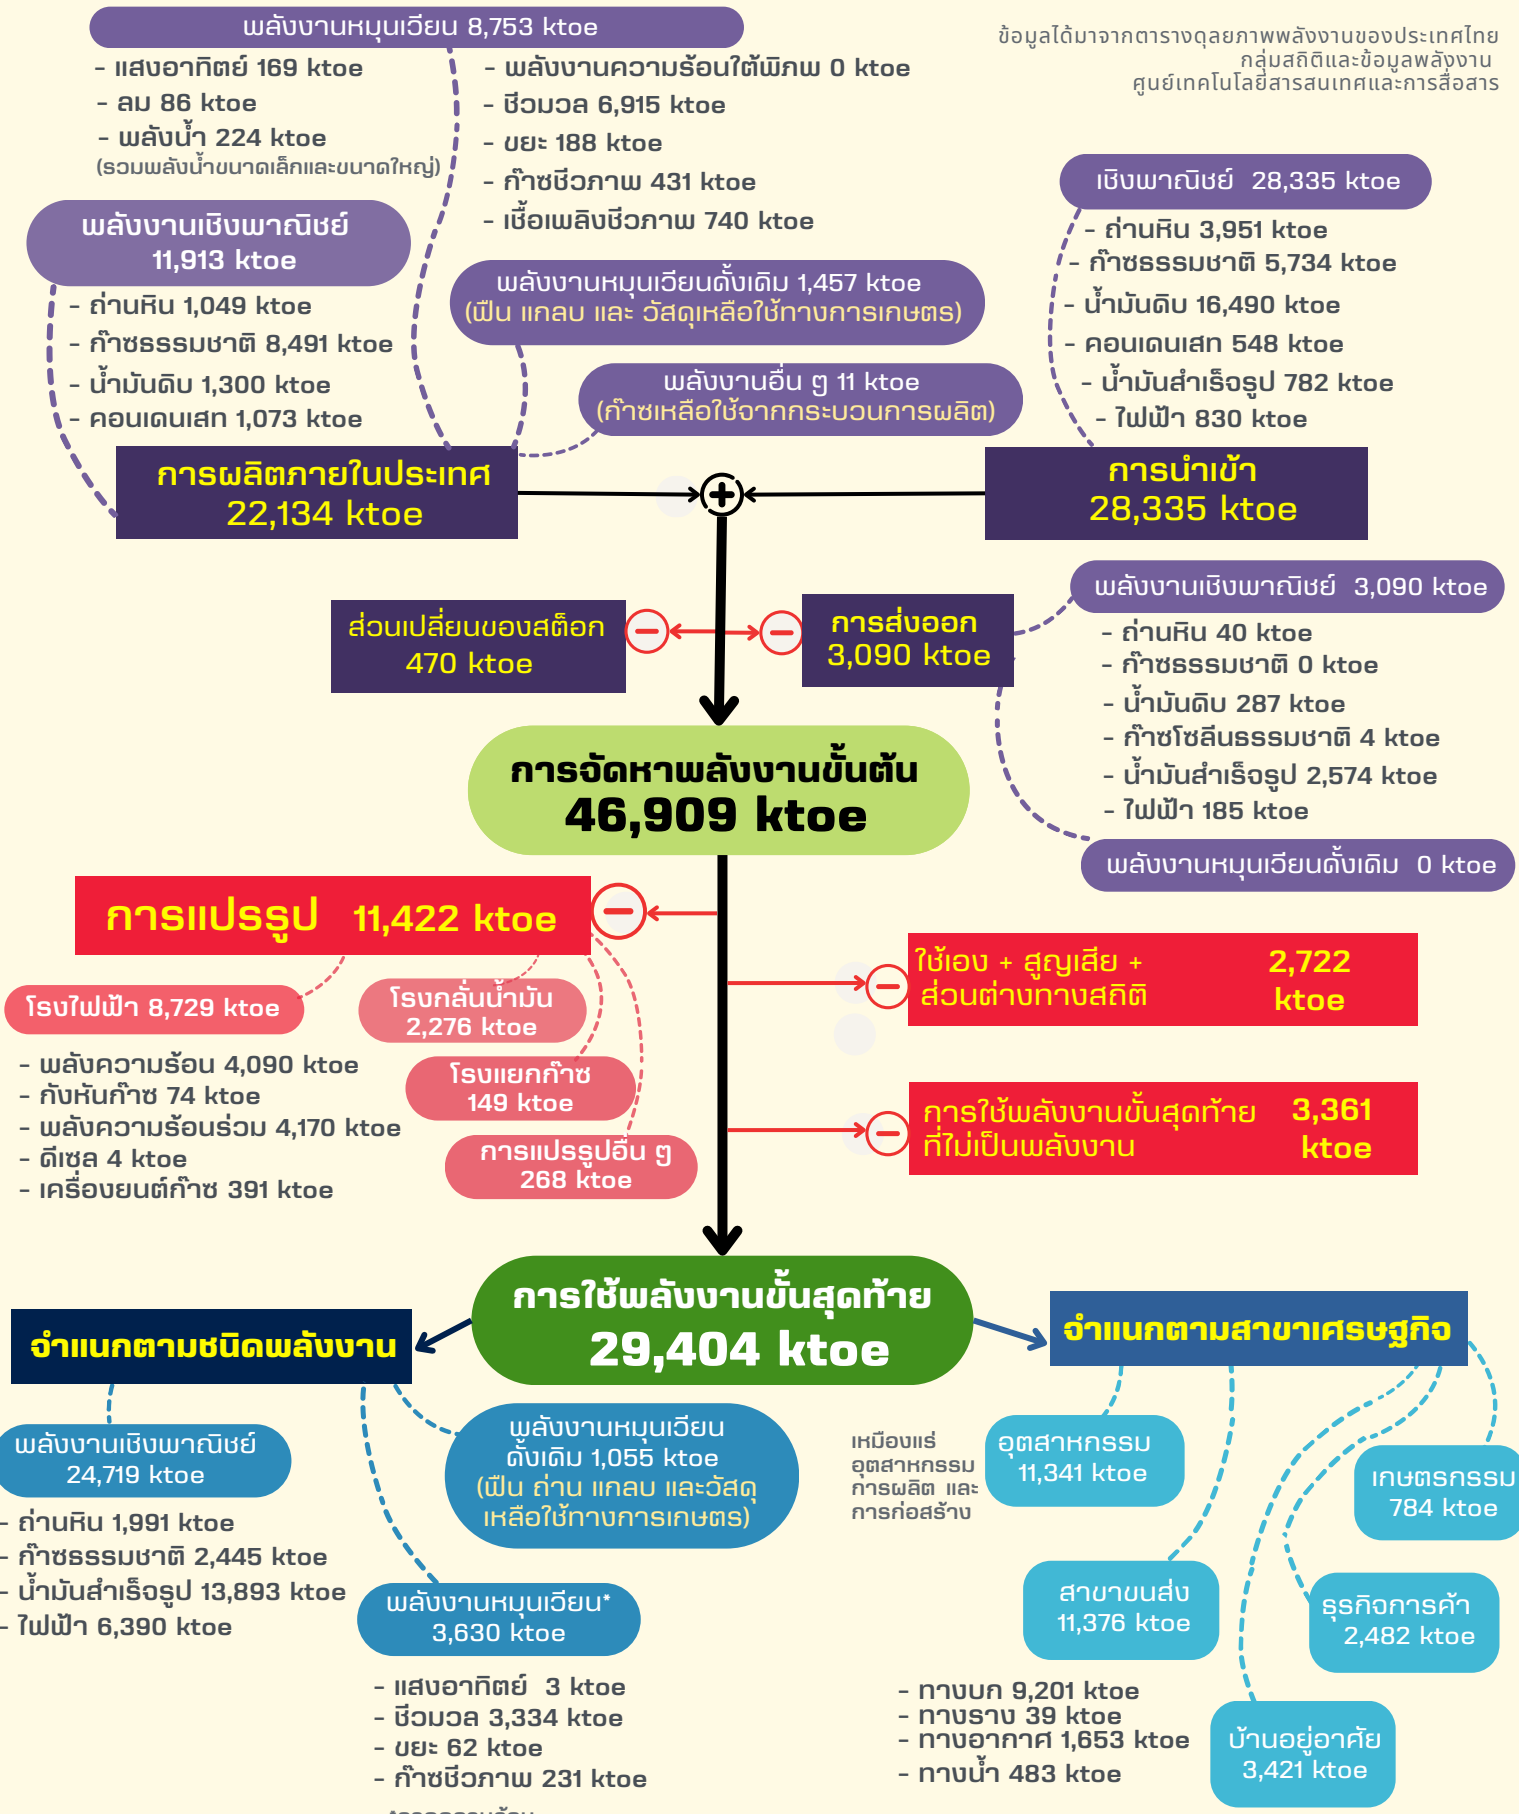 พลังงานหมุนเวียน 8,753 ktoe
- แสงอาทิตย์ 169 ktoe
- ลม 86 ktoe
- พลังน้ำ 224 ktoe
(รวมพลังน้ำขนาดเล็กและขนาดใหญ่)
- พลังงานความร้อนใต้พิภพ 0 ktoe
- ชีวมวล 6,915 ktoe
- ขยะ 188 ktoe
- ก๊าซชีวภาพ 431 ktoe
- เชื้อเพลิงชีวภาพ 740 ktoe
ข้อมูลได้มาจากตารางดุลยภาพพลังงานของประเทศไทย
กลุ่มสถิติและข้อมูลพลังงาน
ศูนย์เทคโนโลยีสารสนเทศและการสื่อสาร
พลังงานเชิงพาณิชย์
11,913 ktoe
- ถ่านหิน 1,049 ktoe
- ก๊าซธรรมชาติ 8,491 ktoe
- น้ำมันดิบ 1,300 ktoe
- คอนเดนเสท 1,073 ktoe
พลังงานหมุนเวียนดั้งเดิม 1,457 ktoe
(ฟืน แกลบ และ วัสดุเหลือใช้ทางการเกษตร)
พลังงานอื่น ๆ 11 ktoe
(ก๊าซเหลือใช้จากกระบวนการผลิต)
เชิงพาณิชย์ 28,335 ktoe
- ถ่านหิน 3,951 ktoe
- ก๊าซธรรมชาติ 5,734 ktoe
- น้ำมันดิบ 16,490 ktoe
- คอนเดนเสท 548 ktoe
- น้ำมันสำเร็จรูป 782 ktoe
- ไฟฟ้า 830 ktoe
การผลิตภายในประเทศ
22,134 ktoe
การนำเข้า
28,335 ktoe
ส่วนเปลี่ยนของสต็อก
470 ktoe
การส่งออก
3,090 ktoe
พลังงานเชิงพาณิชย์ 3,090 ktoe
- ถ่านหิน 40 ktoe
- ก๊าซธรรมชาติ 0 ktoe
- น้ำมันดิบ 287 ktoe
- ก๊าซโซลีนธรรมชาติ 4 ktoe
- น้ำมันสำเร็จรูป 2,574 ktoe
- ไฟฟ้า 185 ktoe
พลังงานหมุนเวียนดั้งเดิม 0 ktoe
การจัดหาพลังงานขั้นต้น
46,909 ktoe
การแปรรูป 11,422 ktoe
โรงไฟฟ้า 8,729 ktoe
- พลังความร้อน 4,090 ktoe
- กังหันก๊าซ 74 ktoe
- พลังความร้อนร่วม 4,170 ktoe
- ดีเซล 4 ktoe
- เครื่องยนต์ก๊าซ 391 ktoe
โรงกลั่นน้ำมัน
2,276 ktoe
โรงแยกก๊าซ
149 ktoe
การแปรรูปอื่น ๆ
268 ktoe
ใช้เอง + สูญเสีย +
ส่วนต่างทางสถิติ
2,722
ktoe
การใช้พลังงานขั้นสุดท้าย
ที่ไม่เป็นพลังงาน
3,361
ktoe
การใช้พลังงานขั้นสุดท้าย
29,404 ktoe
จำแนกตามชนิดพลังงาน
พลังงานเชิงพาณิชย์
24,719 ktoe
- ถ่านหิน 1,991 ktoe
- ก๊าซธรรมชาติ 2,445 ktoe
- น้ำมันสำเร็จรูป 13,893 ktoe
- ไฟฟ้า 6,390 ktoe
พลังงานหมุนเวียน
ดั้งเดิม 1,055 ktoe
(ฟืน ถ่าน แกลบ และวัสดุ
เหลือใช้ทางการเกษตร)
พลังงานหมุนเวียน*
3,630 ktoe
- แสงอาทิตย์ 3 ktoe
- ชีวมวล 3,334 ktoe
- ขยะ 62 ktoe
- ก๊าซชีวภาพ 231 ktoe
จำแนกตามสาขาเศรษฐกิจ
เหมืองแร่
อุตสาหกรรม
การผลิต และ
การก่อสร้าง
อุตสาหกรรม
11,341 ktoe
เกษตรกรรม
784 ktoe
สาขาขนส่ง
11,376 ktoe
- ทางบก 9,201 ktoe
- ทางราง 39 ktoe
- ทางอากาศ 1,653 ktoe
- ทางน้ำ 483 ktoe
ธุรกิจการค้า
2,482 ktoe
บ้านอยู่อาศัย
3,421 ktoe